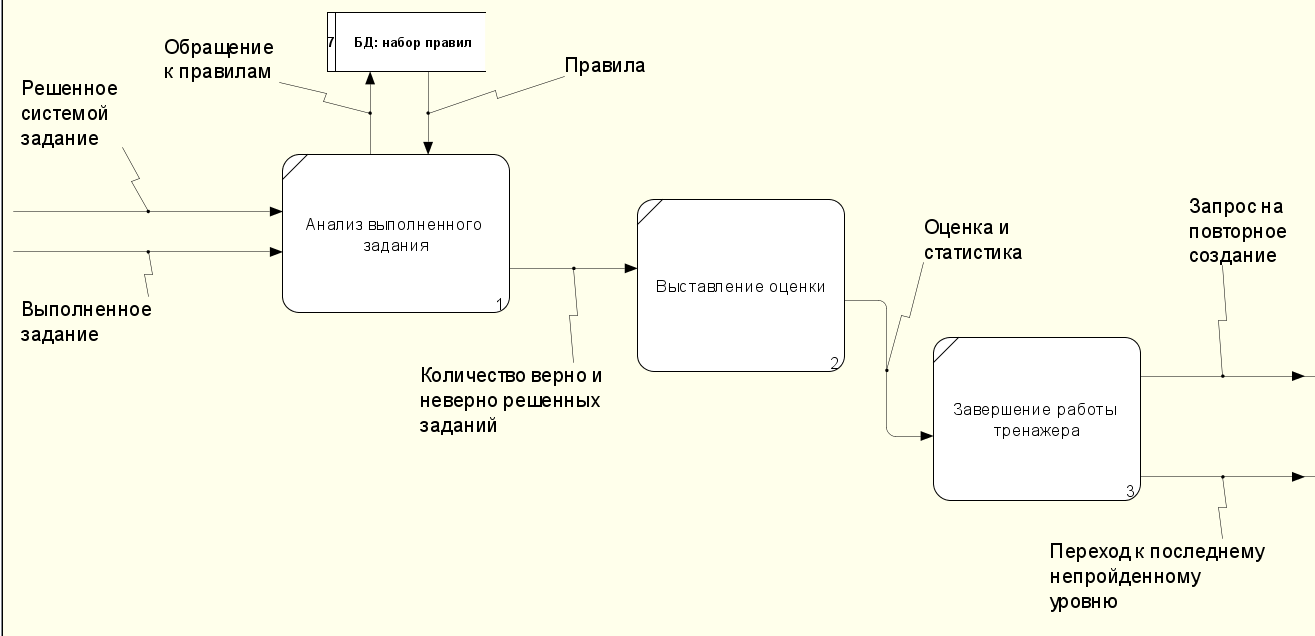 7
БД: набор правил
Обращение
к правилам
Правила
Решенное
системой
задание
Анализ выполненного
задания
1
Выполненное
задание
Количество верно и
неверно решенных
заданий
Выставление оценки
2
Оценка и
статистика
Завершение работы
тренажера
3
Запрос на
повторное
создание
Переход к последнему
непройденному
уровню